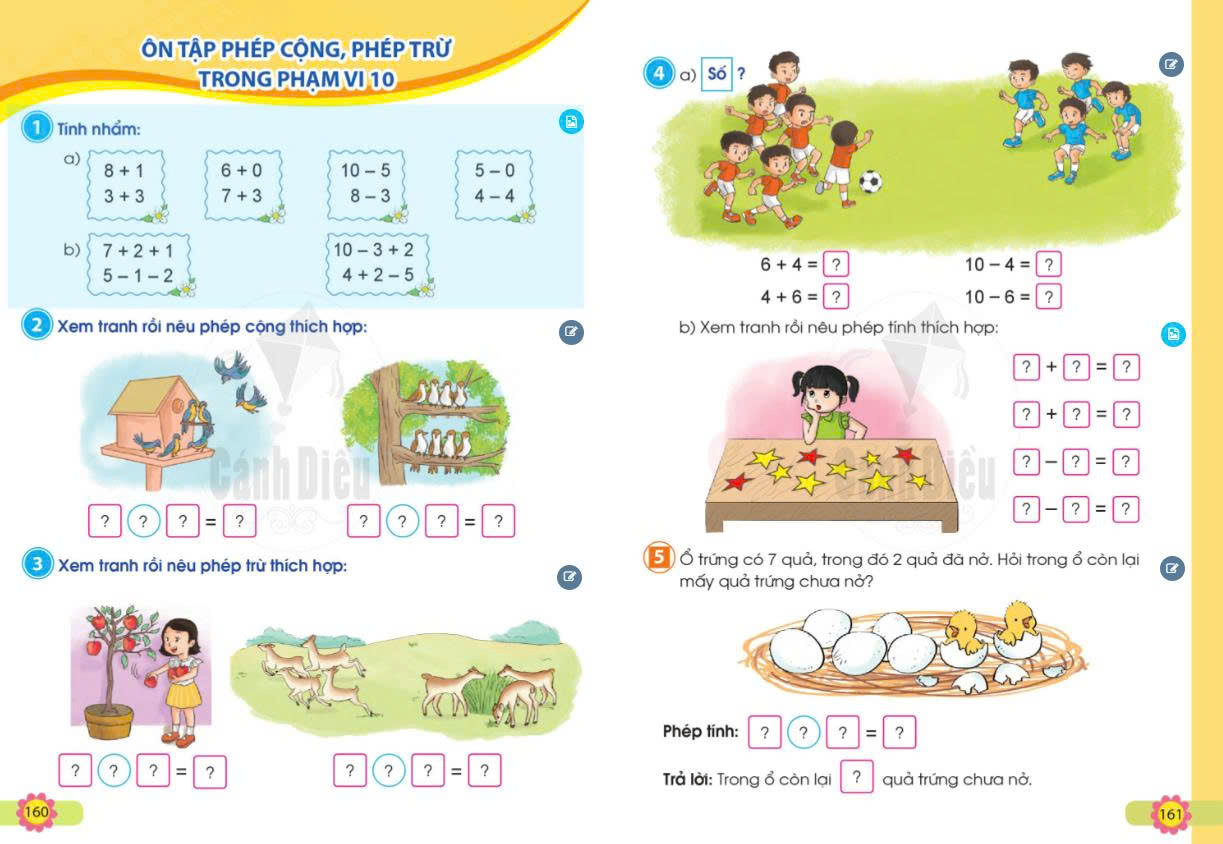 ÔN TẬP PHÉP CỘNG, PHÉP TRỪ
TRONG PHẠM VI 10
1 Tính nhẩm:
a)
8 + 1
3 + 3
6 + 0
7 + 3
10 – 5
8 – 3
5 – 0
4 – 4
b)
7 + 2 + 1
5 – 1 – 2
10 – 3 + 2
4 + 2 – 5
2 Xem tranh rồi nêu phép cộng thích hợp:
Cánh Diều
? ? ? = ?
? ? ? = ?
3 Xem tranh rồi nêu phép trừ thích hợp:
? ? ? = ?
? ? ? = ?
160
4 a) Số ?
6 + 4 = ?
10 – 4 = ?
4 + 6 = ?
10 – 6 = ?
b) Xem tranh rồi nêu phép tính thích hợp:
? + ? = ?
? + ? = ?
? – ? = ?
? – ? = ?
Cánh Diều
5 Ổ trứng có 7 quả, trong đó 2 quả đã nở. Hỏi trong ổ còn lại
mấy quả trứng chưa nở?
Phép tính: ? ? ? = ?
Trả lời: Trong ổ còn lại ? quả trứng chưa nở.
161